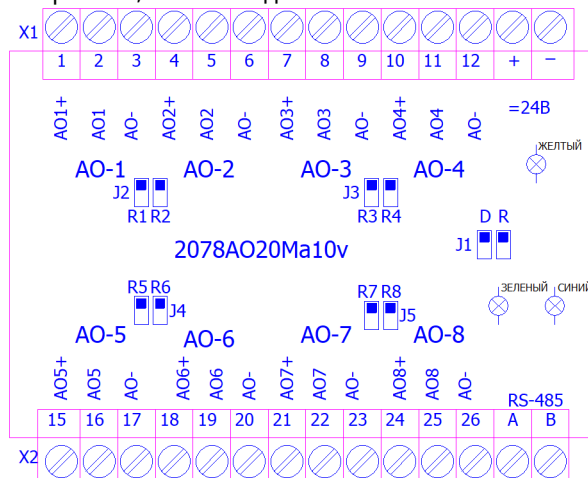 X1
1 2 3 4 5 6 7 8 9 10 11 12 + −
AO1+ AO1 AO- AO2+ AO2 AO- AO3+ AO3 AO- AO4+ AO4 AO- =24В
ЖЕЛТЫЙ
AO-1 AO-2 AO-3 AO-4
J2 J3
R1 R2 R3 R4 D R
2078AO20Ma10v J1
R5 R6 R7 R8 ЗЕЛЕНЫЙ СИНИЙ
J4 J5
AO-5 AO-6 AO-7 AO-8
AO5+ AO5 AO- AO6+ AO6 AO- AO7+ AO7 AO- AO8+ AO8 AO- RS-485
15 16 17 18 19 20 21 22 23 24 25 26 A B
X2